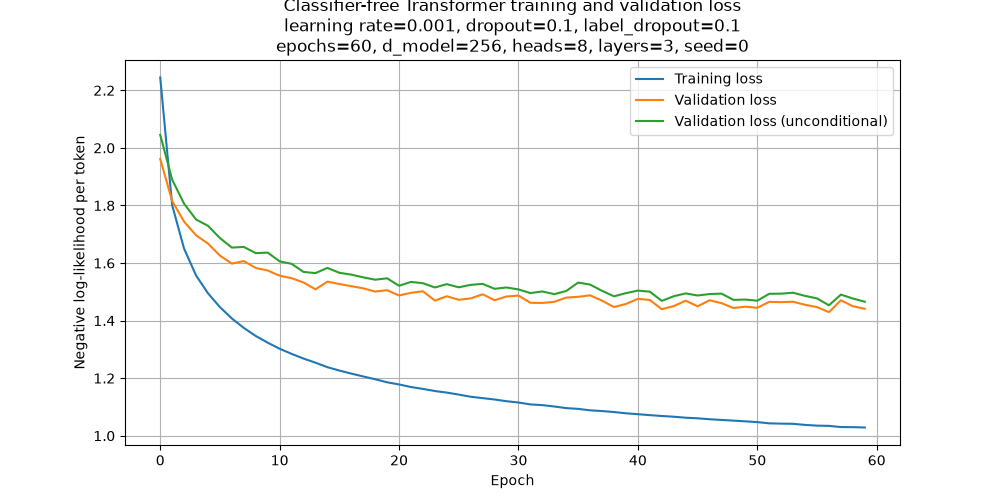 Classifier-free Transformer training and validation loss
learning rate=0.001, dropout=0.1, label_dropout=0.1
epochs=60, d_model=256, heads=8, layers=3, seed=0
Training loss
Validation loss
Validation loss (unconditional)
Negative log-likelihood per token
2.2
2.0
1.8
1.6
1.4
1.2
1.0
0
10
20
30
40
50
60
Epoch